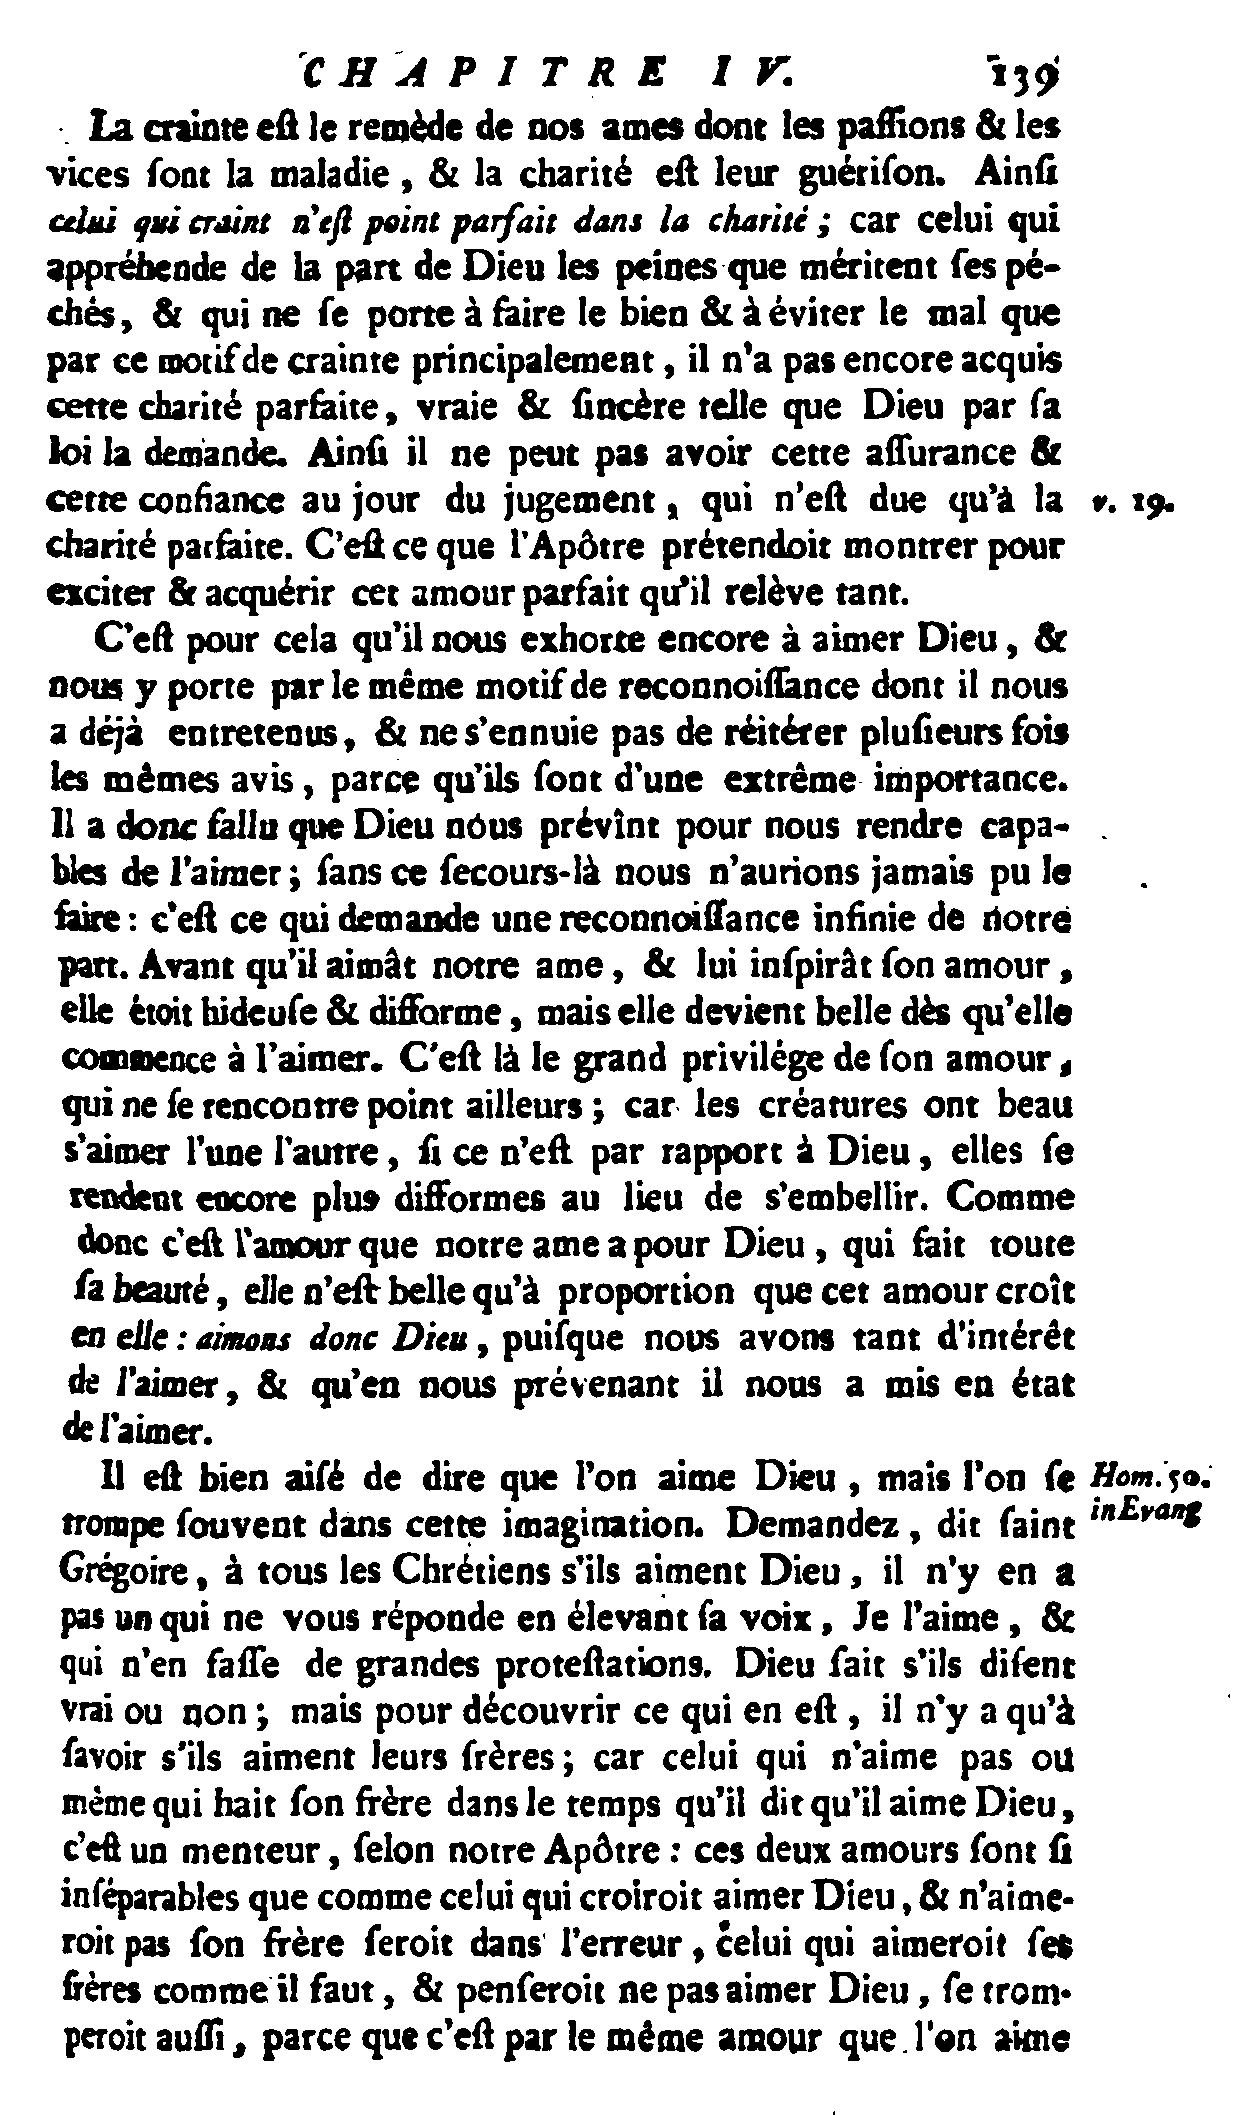 CHAPITRE IV. 139
La crainte eſt le remède de nos ames dont les paſſions & les
vices ſont la maladie, & la charité eſt leur guériſon. Ainſi
celui qui craint n'eſt point parfait dans la charité; car celui qui
appréhende de la part de Dieu les peines que méritent ſes pé-
chés, & qui ne ſe porte à faire le bien & à éviter le mal que
par ce motif de crainte principalement, il n'a pas encore acquis
cette charité parfaite, vraie & ſincère telle que Dieu par ſa
loi la demande. Ainſi il ne peut pas avoir cette aſſurance &
cette confiance au jour du jugement, qui n'eſt due qu'à la
v. 19.
charité parfaite. C'eſt ce que l'Apôtre prétendoit montrer pour
exciter & acquérir cet amour parfait qu'il relève tant.
C'eſt pour cela qu'il nous exhorte encore à aimer Dieu, &
nous y porte par le même motif de reconnoiſſance dont il nous
a déjà entretenus, & ne s'ennuie pas de réitérer pluſieurs fois
les mêmes avis, parce qu'ils ſont d'une extrême importance.
Il a donc fallu que Dieu nous prévînt pour nous rendre capa-
bles de l'aimer; ſans ce ſecours-là nous n'aurions jamais pu le
faire: c'eſt ce qui demande une reconnoiſſance infinie de notre
part. Avant qu'il aimât notre ame, & lui inſpirât ſon amour,
elle étoit hideuſe & difforme, mais elle devient belle dès qu'elle
commence à l'aimer. C'eſt là le grand privilége de ſon amour,
qui ne ſe rencontre point ailleurs; car les créatures ont beau
s'aimer l'une l'autre, ſi ce n'eſt par rapport à Dieu, elles ſe
rendent encore plus difformes au lieu de s'embellir. Comme
donc c'eſt l'amour que notre ame a pour Dieu, qui fait toute
ſa beauté, elle n'eſt belle qu'à proportion que cet amour croît
en elle: aimons donc Dieu, puiſque nous avons tant d'intérêt
de l'aimer, & qu'en nous prévenant il nous a mis en état
de l'aimer.
Il eſt bien aiſé de dire que l'on aime Dieu, mais l'on ſe
Hom. 50.
in Evang
trompe ſouvent dans cette imagination. Demandez, dit ſaint
Grégoire, à tous les Chrétiens s'ils aiment Dieu, il n'y en a
pas un qui ne vous réponde en élevant ſa voix, Je l'aime, &
qui n'en faſſe de grandes proteſtations. Dieu ſait s'ils diſent
vrai ou non; mais pour découvrir ce qui en eſt, il n'y a qu'à
ſavoir s'ils aiment leurs frères; car celui qui n'aime pas ou
même qui hait ſon frère dans le temps qu'il dit qu'il aime Dieu,
c'eſt un menteur, ſelon notre Apôtre: ces deux amours ſont ſi
inſéparables que comme celui qui croiroit aimer Dieu, & n'aime-
roit pas ſon frère ſeroit dans l'erreur, celui qui aimeroit ſes
frères comme il faut, & penſeroit ne pas aimer Dieu, ſe trom-
peroit auſſi, parce que c'eſt par le même amour que l'on aime